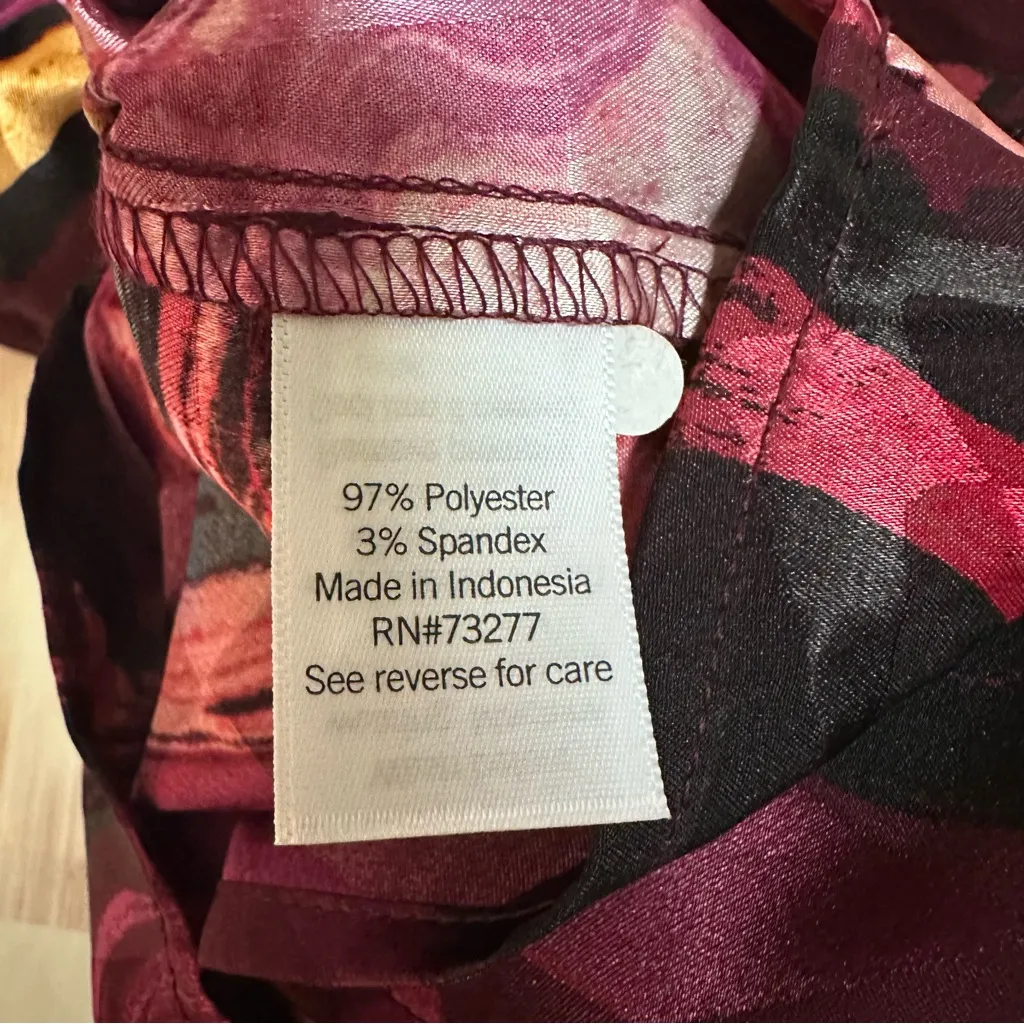 97% Polyester
3% Spandex
Made in Indonesia
RN#73277
See reverse for care